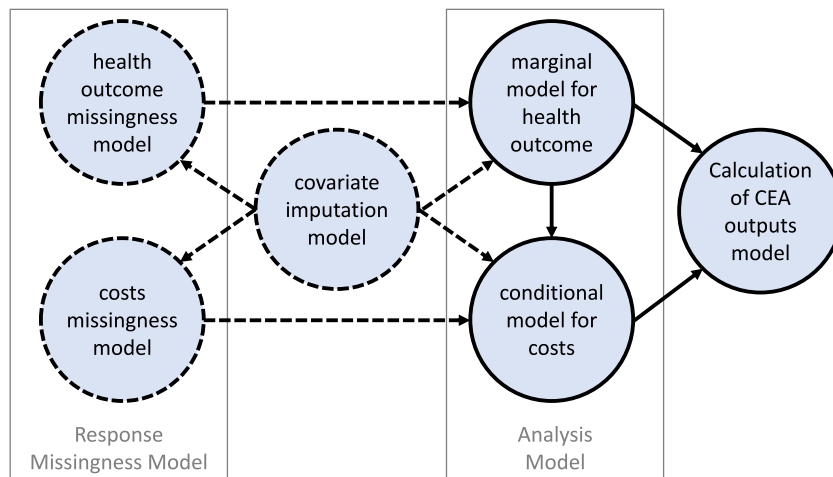 health
outcome
missingness
model
costs
missingness
model
Response
Missingness Model
covariate
imputation
model
marginal
model for
health
outcome
conditional
model for
costs
Analysis
Model
Calculation
of CEA
outputs
model